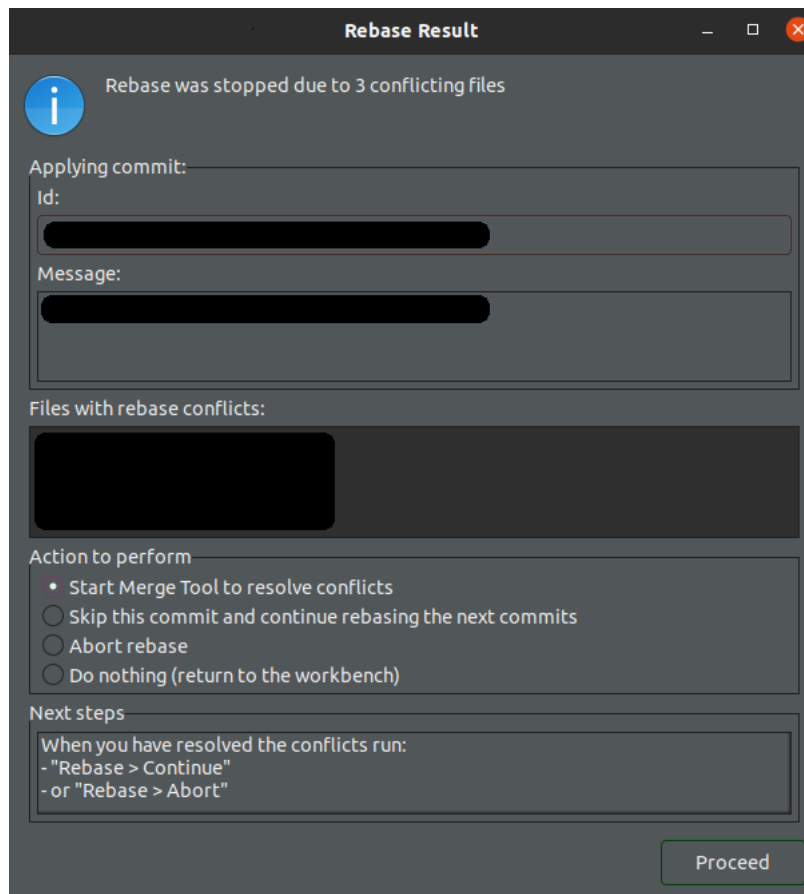 Rebase Result
Rebase was stopped due to 3 conflicting files
Applying commit:
Id:
Message:
Files with rebase conflicts:
Action to perform
Start Merge Tool to resolve conflicts
Skip this commit and continue rebasing the next commits
Abort rebase
Do nothing (return to the workbench)
Next steps
When you have resolved the conflicts run:
- "Rebase > Continue"
- or "Rebase > Abort"
Proceed